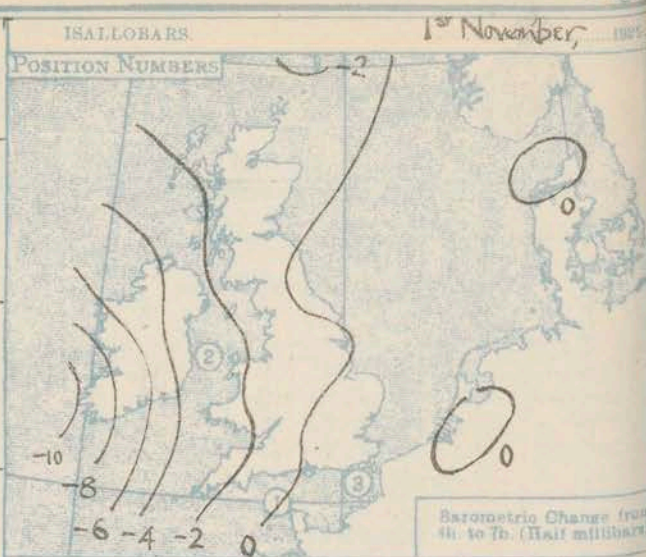 ISALLOBARS.
1st November,
POSITION NUMBERS
-2
0
2
0
-10
-8
3
1
-6
-4
-2
0
Barometric Change from
4h. to 7h. (Half millibars